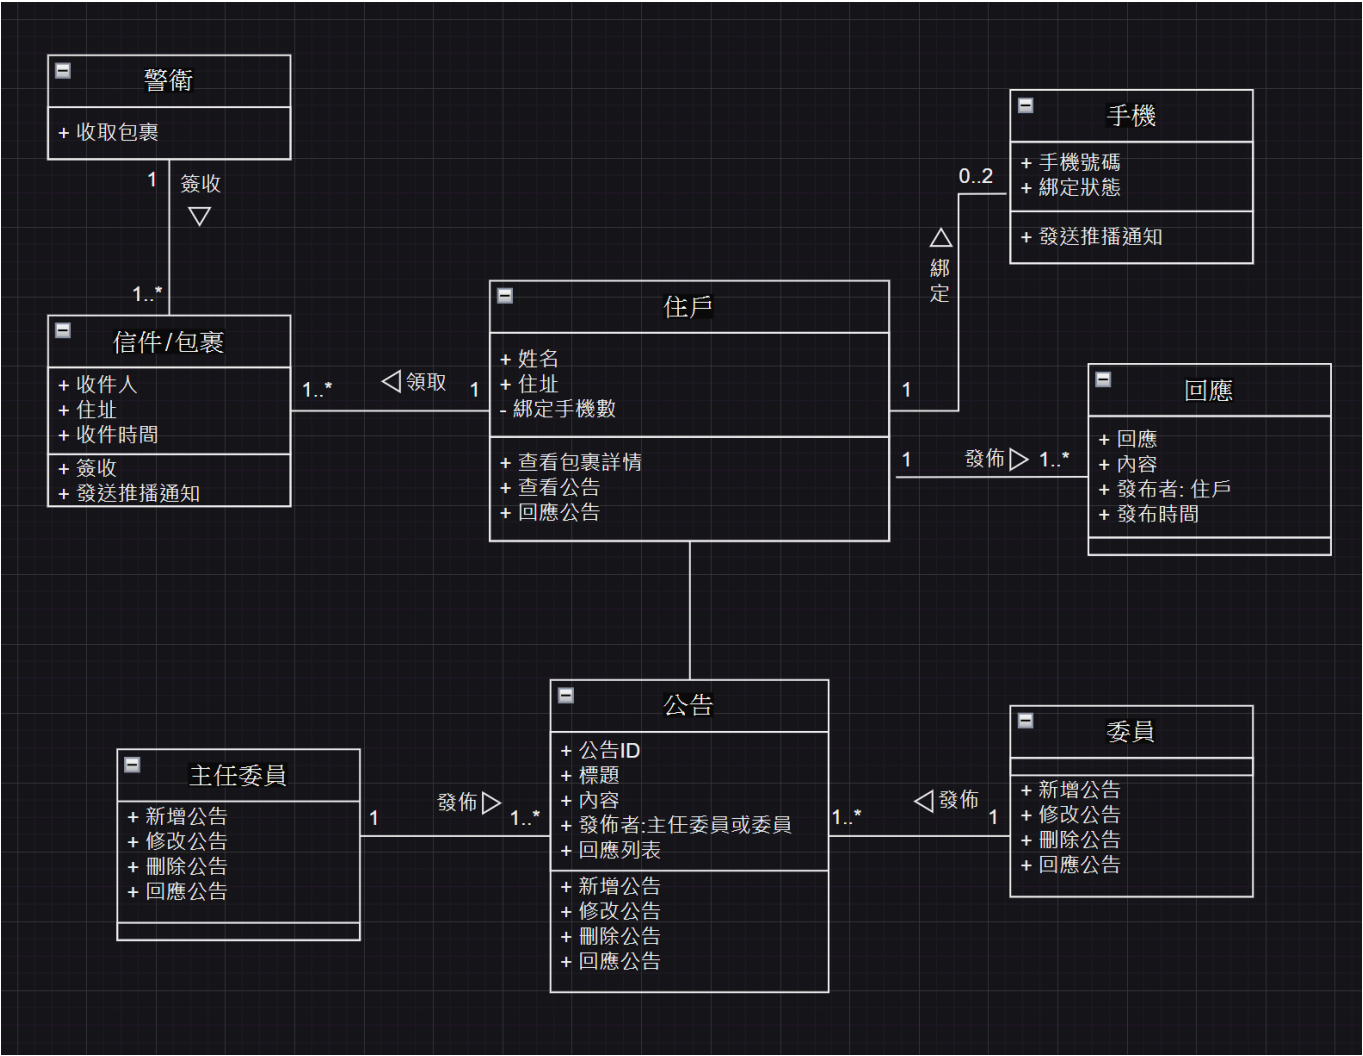 警衛
+ 收取包裹
1
簽收
1..*
信件/包裹
+ 收件人
+ 住址
+ 收件時間
+ 簽收
+ 發送推播通知
1..*
領取
1
住戶
+ 姓名
+ 住址
- 綁定手機數
+ 查看包裹詳情
+ 查看公告
+ 回應公告
手機
+ 手機號碼
+ 綁定狀態
+ 發送推播通知
0..2
綁
定
1
1
發佈
1..*
回應
+ 回應
+ 內容
+ 發布者: 住戶
+ 發布時間
公告
+ 公告ID
+ 標題
+ 內容
+ 發佈者:主任委員或委員
+ 回應列表
+ 新增公告
+ 修改公告
+ 刪除公告
+ 回應公告
主任委員
+ 新增公告
+ 修改公告
+ 刪除公告
+ 回應公告
1
發佈
1..*
委員
+ 新增公告
+ 修改公告
+ 刪除公告
+ 回應公告
1..*
發佈
1